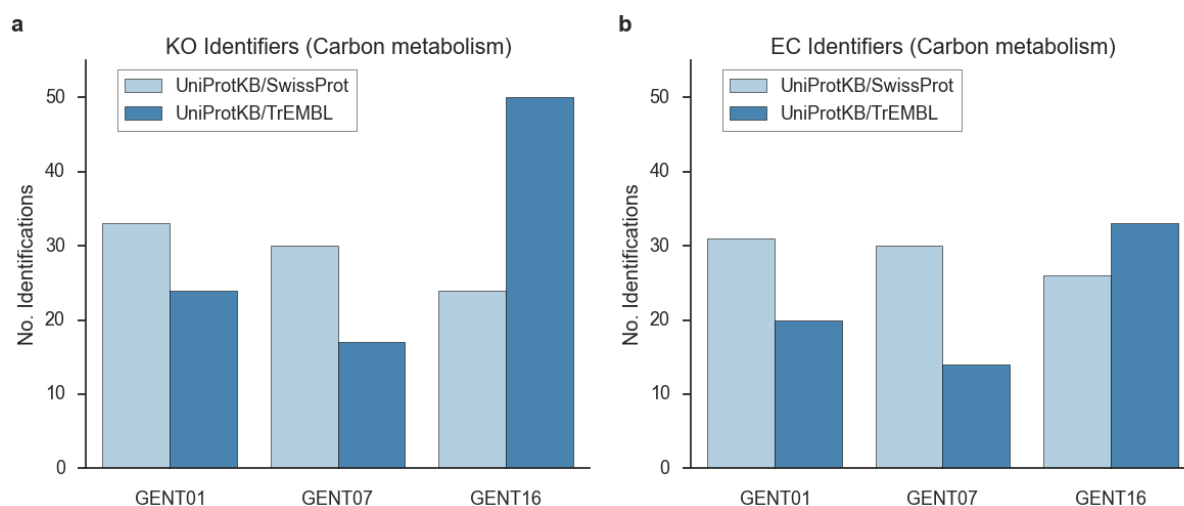 a
KO Identifiers (Carbon metabolism)
UniProtKB/SwissProt
UniProtKB/TrEMBL
No. Identifications
50
40
30
20
10
0
GENT01 GENT07 GENT16
b
EC Identifiers (Carbon metabolism)
UniProtKB/SwissProt
UniProtKB/TrEMBL
No. Identifications
50
40
30
20
10
0
GENT01 GENT07 GENT16